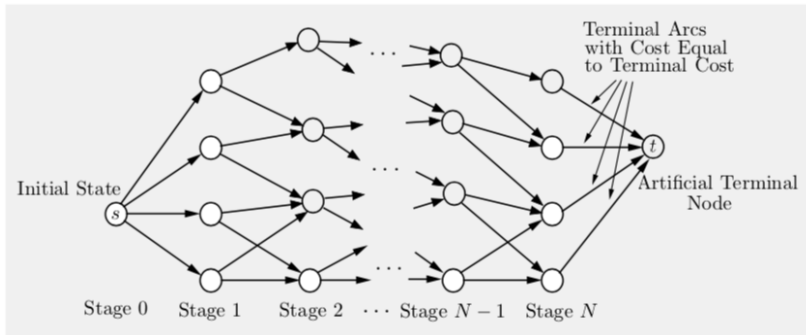 Terminal Arcs
with Cost Equal
to Terminal Cost
. . .
t
. . .
Initial State
Artificial Terminal
Node
s
. . .
Stage 0 Stage 1 Stage 2 . . . Stage N − 1 Stage N